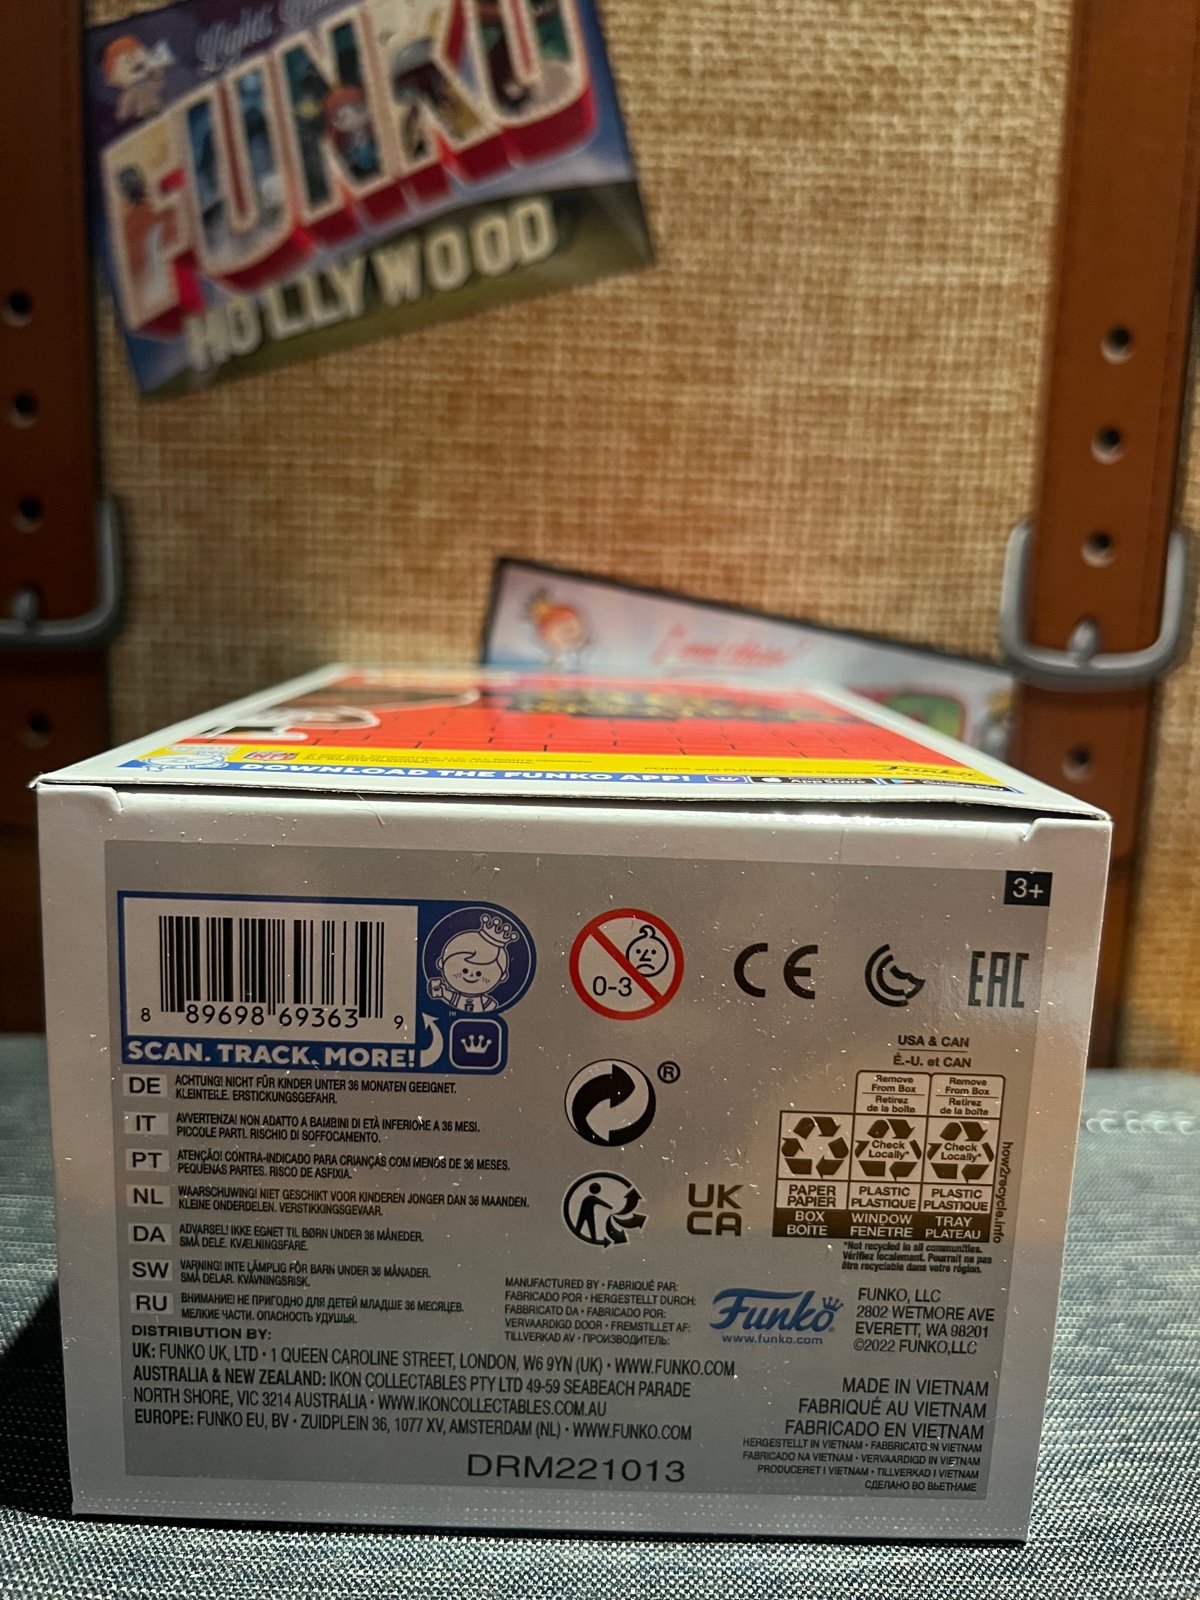 FUNKO
HOLLYWOOD
DOWNLOAD THE FUNKO APP!
Funko
3+
8 89698 69363 9
SCAN. TRACK. MORE!
™
0-3
CE
EAC
®
DE ACHTUNG! NICHT FÜR KINDER UNTER 36 MONATEN GEEIGNET.
KLEINTEILE. ERSTICKUNGSGEFAHR.
IT AVVERTENZA! NON ADATTO A BAMBINI DI ETÀ INFERIORE A 36 MESI.
PICCOLE PARTI. RISCHIO DI SOFFOCAMENTO.
PT ATENÇÃO! CONTRA-INDICADO PARA CRIANÇAS COM MENOS DE 36 MESES.
PEQUENAS PARTES. RISCO DE ASFIXIA.
NL WAARSCHUWING! NIET GESCHIKT VOOR KINDEREN JONGER DAN 36 MAANDEN.
KLEINE ONDERDELEN. VERSTIKKINGSGEVAAR.
DA ADVARSEL! IKKE EGNET TIL BØRN UNDER 36 MÅNEDER.
SMÅ DELE. KVÆLNINGSFARE.
SW VARNING! INTE LÄMPLIG FÖR BARN UNDER 36 MÅNADER.
SMÅ DELAR. KVÄVNINGSRISK.
RU ВНИМАНИЕ! НЕ ПРИГОДНО ДЛЯ ДЕТЕЙ МЛАДШЕ 36 МЕСЯЦЕВ.
МЕЛКИЕ ЧАСТИ. ОПАСНОСТЬ УДУШЬЯ.
UK
CA
USA & CAN
É.-U. et CAN
Remove From Box
Retirez de la boîte
Remove From Box
Retirez de la boîte
Check Locally*
Check Locally*
PAPER
PAPIER
PLASTIC
PLASTIQUE
PLASTIC
PLASTIQUE
BOX
BOÎTE
WINDOW
FENÊTRE
TRAY
PLATEAU
how2recycle.info
*Not recycled in all communities.
Vérifiez localement. Pourrait ne pas
être recyclable dans votre région.
MANUFACTURED BY • FABRIQUÉ PAR:
FABRICADO POR • HERGESTELLT DURCH:
FABBRICATO DA • FABRICADO POR:
VERVAARDIGD DOOR • FREMSTILLET AF:
TILLVERKAD AV • ПРОИЗВОДИТЕЛЬ:
Funko
www.funko.com
FUNKO, LLC
2802 WETMORE AVE
EVERETT, WA 98201
©2022 FUNKO,LLC
DISTRIBUTION BY:
UK: FUNKO UK, LTD • 1 QUEEN CAROLINE STREET, LONDON, W6 9YN (UK) • WWW.FUNKO.COM
AUSTRALIA & NEW ZEALAND: IKON COLLECTABLES PTY LTD 49-59 SEABEACH PARADE
NORTH SHORE, VIC 3214 AUSTRALIA • WWW.IKONCOLLECTABLES.COM.AU
EUROPE: FUNKO EU, BV • ZUIDPLEIN 36, 1077 XV, AMSTERDAM (NL) • WWW.FUNKO.COM
MADE IN VIETNAM
FABRIQUÉ AU VIETNAM
FABRICADO EN VIETNAM
HERGESTELLT IN VIETNAM • FABBRICATO IN VIETNAM
FABRICADO NA VIETNAM • VERVAARDIGD IN VIETNAM
PRODUCERET I VIETNAM • TILLVERKAD I VIETNAM
СДЕЛАНО ВО ВЬЕТНАМЕ
DRM221013